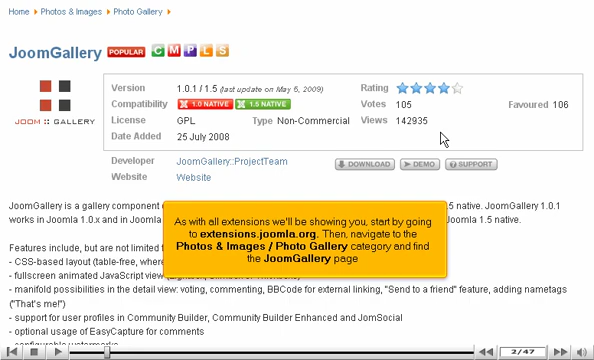 Home ▸ Photos & Images ▸ Photo Gallery ▸
JoomGallery POPULAR C M P L S
JOOM :: GALLERY
Version 1.0.1 / 1.5 (last update on May 6, 2009) Rating
Compatibility 1.0 NATIVE 1.5 NATIVE Votes 105 Favoured 106
License GPL Type Non-Commercial Views 142935
Date Added 25 July 2008
Developer JoomGallery::ProjectTeam DOWNLOAD DEMO SUPPORT
Website Website
JoomGallery is a gallery component 5 native. JoomGallery 1.0.1
works in Joomla 1.0.x and in Joomla Joomla 1.5 native.
As with all extensions we'll be showing you, start by going
to extensions.joomla.org. Then, navigate to the
Photos & Images / Photo Gallery category and find
the JoomGallery page
Features include, but are not limited
- CSS-based layout (table-free,
- fullscreen animated JavaScript
- manifold possibilities in the detail view: voting, commenting, BBCode for external linking, "Send to a friend" feature, adding nametags
("That's me!")
- support for user profiles in Community Builder, Community Builder Enhanced and JomSocial
- optional usage of EasyCapture for comments
- configurable watermarks
2/47